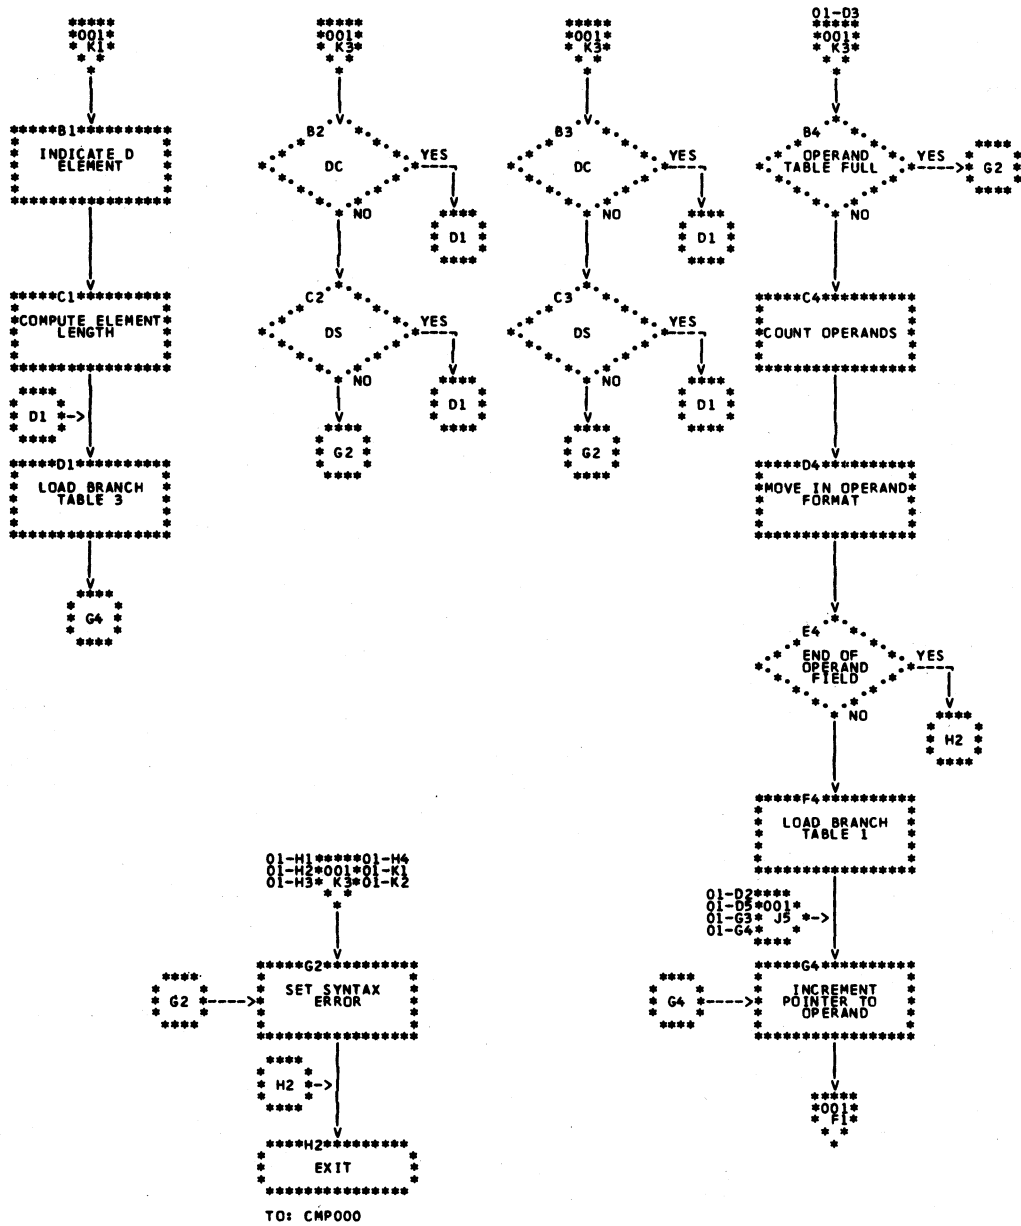 01-D3
001
K1
001
K3
001
K3
001
K3
B1
INDICATE D
ELEMENT
B2
DC
YES
NO
D1
B3
DC
YES
NO
D1
B4
OPERAND
TABLE FULL
YES
G2
NO
C1
COMPUTE ELEMENT
LENGTH
C2
DS
YES
NO
D1
G2
C3
DS
YES
NO
D1
G2
C4
COUNT OPERANDS
D1
D1
LOAD BRANCH
TABLE 3
G4
D4
MOVE IN OPERAND
FORMAT
E4
END OF
OPERAND
FIELD
YES
NO
H2
F4
LOAD BRANCH
TABLE 1
01-H1 01-H4
01-H2 001 01-K1
01-H3 K3 01-K2
01-D2
01-D5 001
01-G3 J5
01-G4
G2
G2
SET SYNTAX
ERROR
G4
G4
INCREMENT
POINTER TO
OPERAND
H2
001
F1
H2
EXIT
TO: CMP000